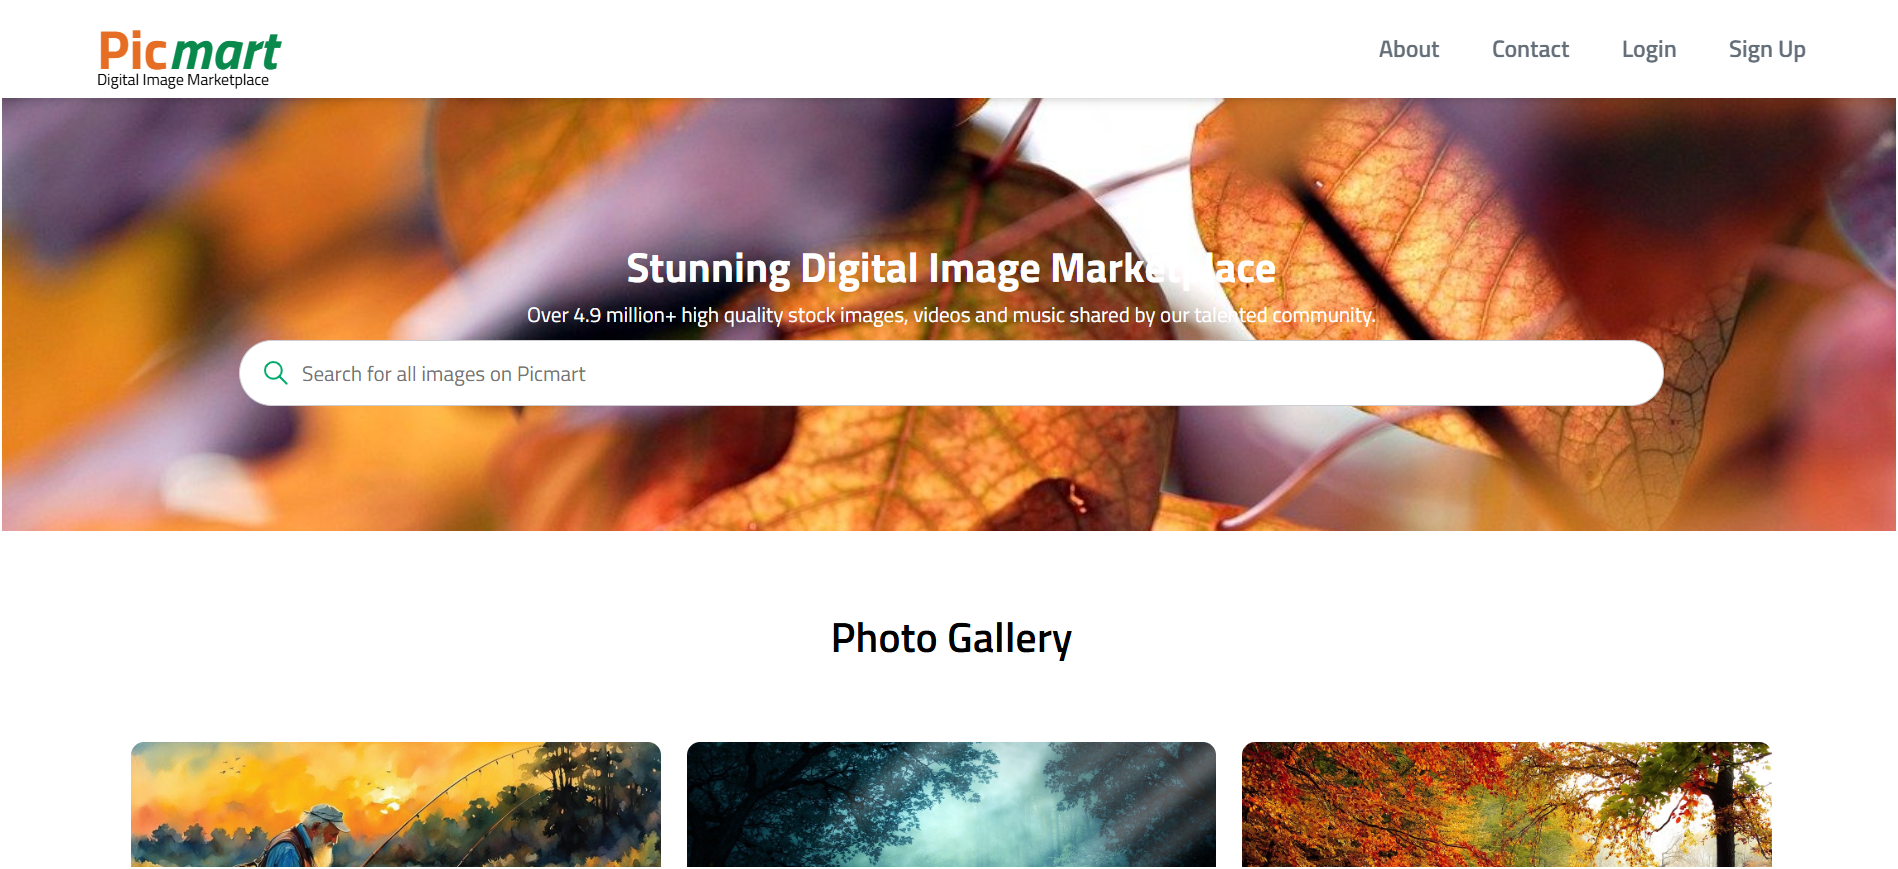 Picmart
Digital Image Marketplace
About Contact Login Sign Up
Stunning Digital Image Marketplace
Over 4.9 million+ high quality stock images, videos and music shared by our talented community.
Search for all images on Picmart
Photo Gallery